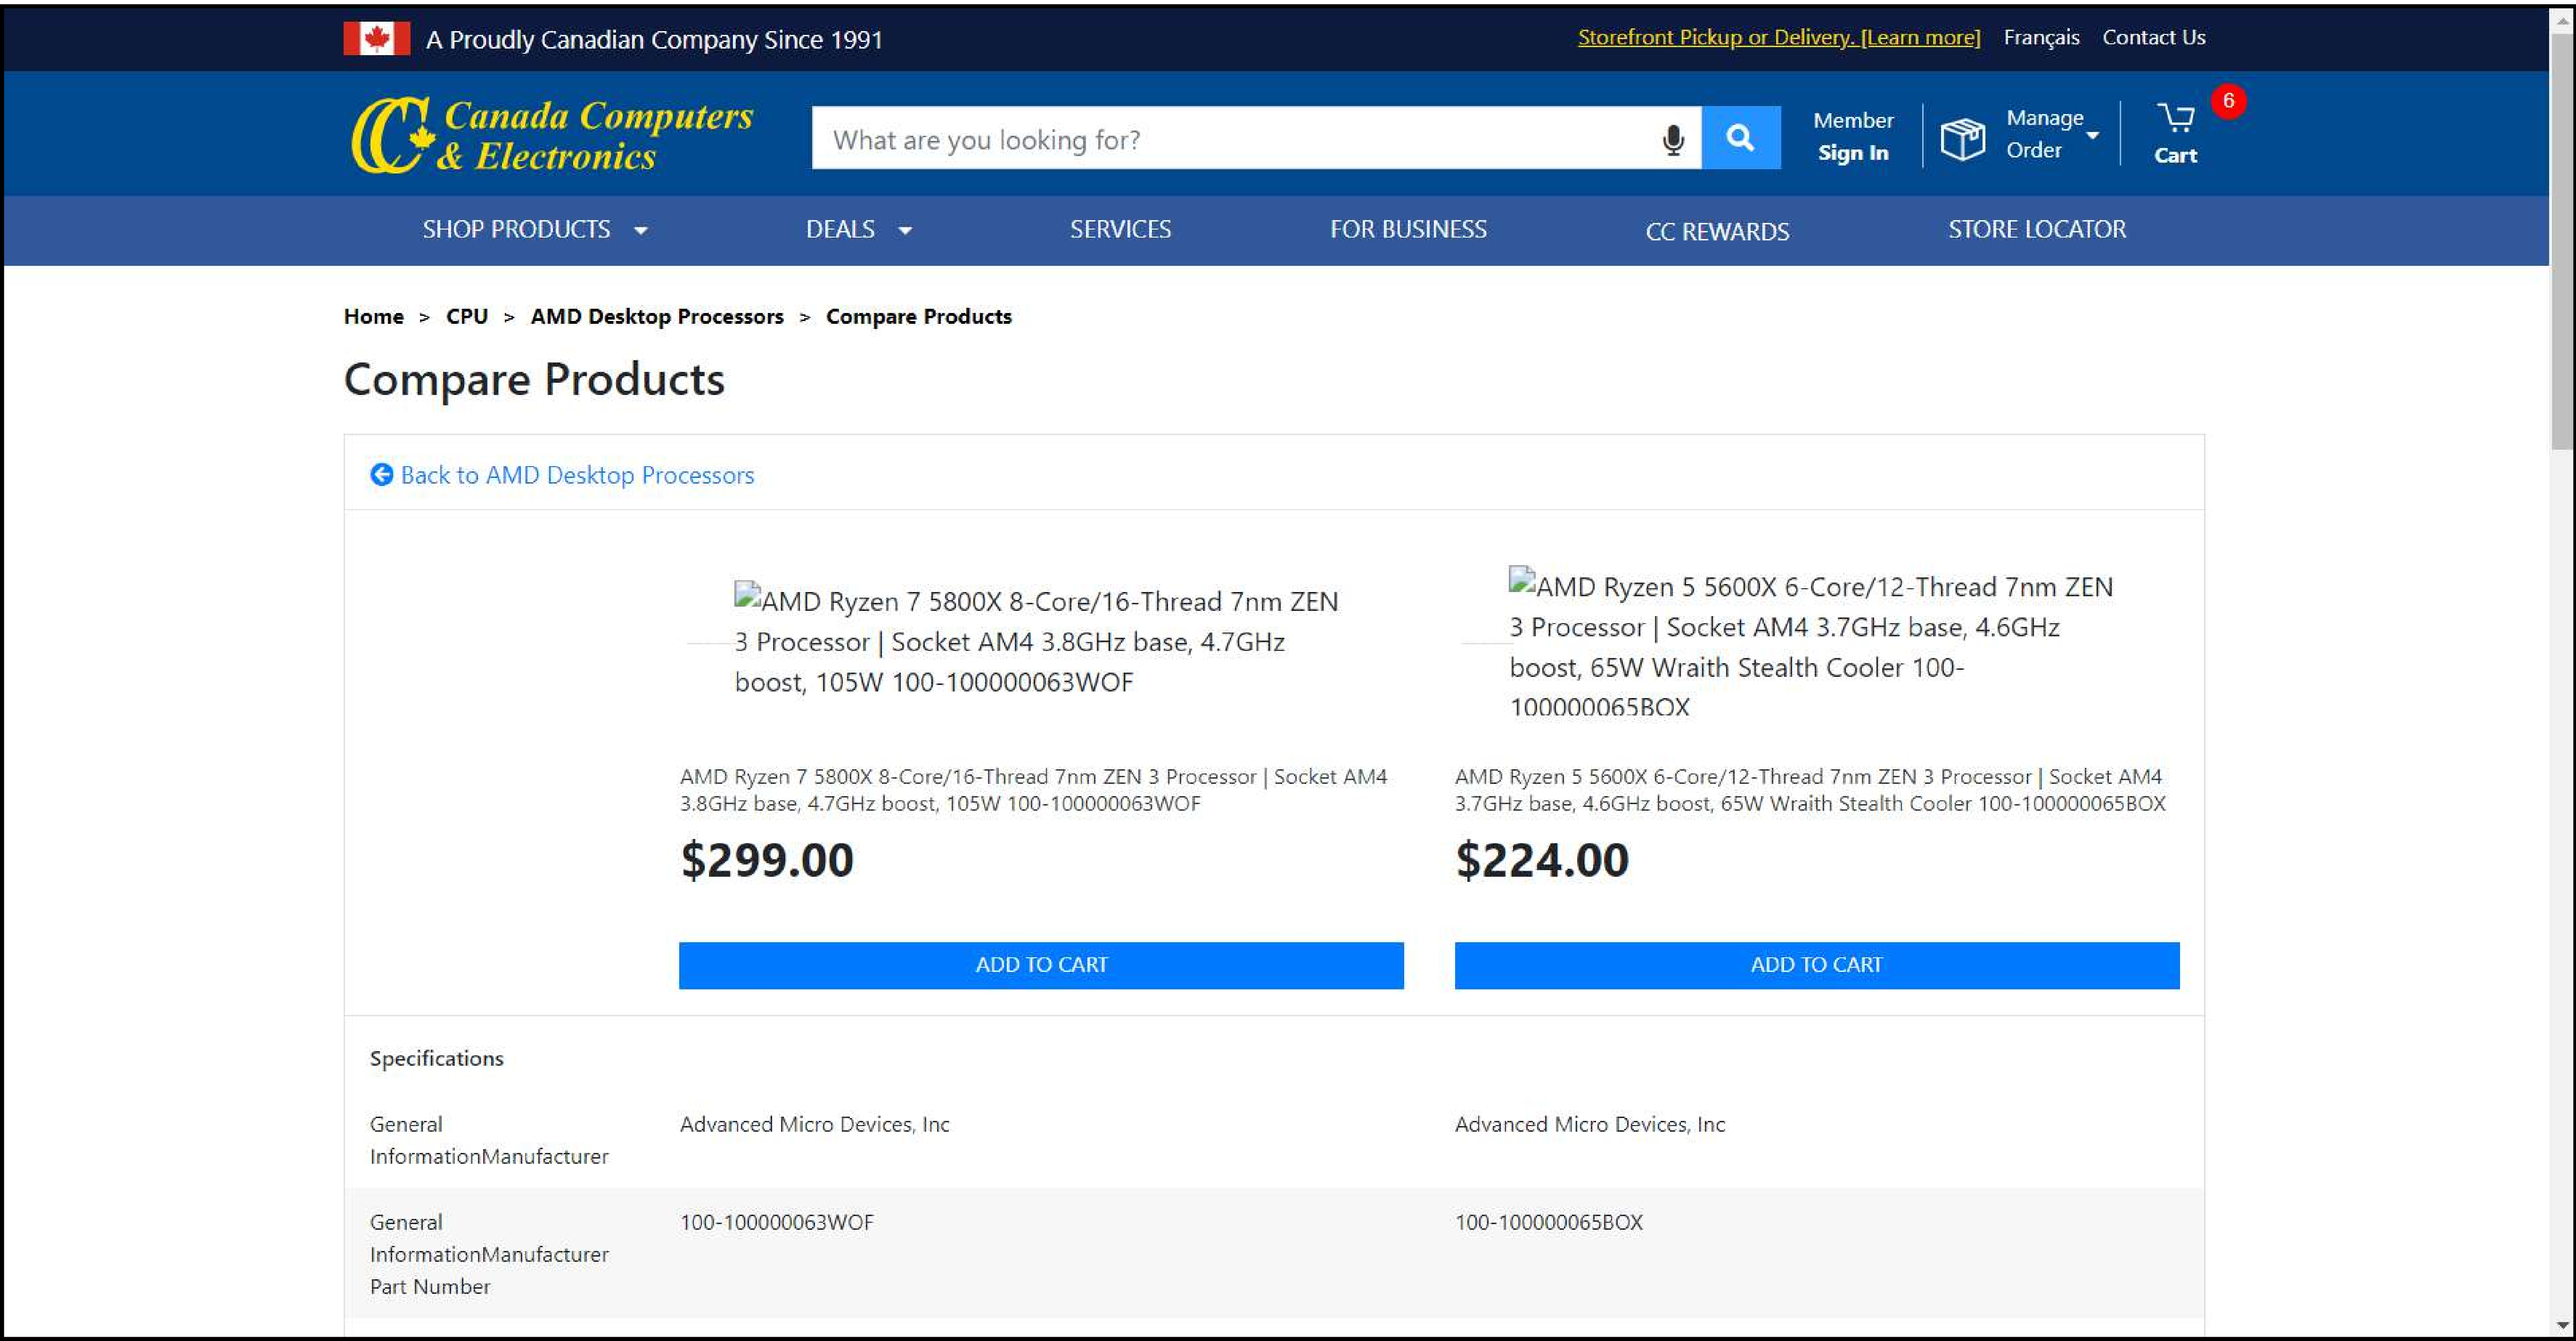 A Proudly Canadian Company Since 1991
Storefront Pickup or Delivery. [Learn more] Français Contact Us
Canada Computers
& Electronics
What are you looking for?
Member
Sign In
Manage
Order
6
Cart
SHOP PRODUCTS DEALS SERVICES FOR BUSINESS CC REWARDS STORE LOCATOR
Home > CPU > AMD Desktop Processors > Compare Products
Compare Products
Back to AMD Desktop Processors
AMD Ryzen 7 5800X 8-Core/16-Thread 7nm ZEN
3 Processor | Socket AM4 3.8GHz base, 4.7GHz
boost, 105W 100-100000063WOF
AMD Ryzen 5 5600X 6-Core/12-Thread 7nm ZEN
3 Processor | Socket AM4 3.7GHz base, 4.6GHz
boost, 65W Wraith Stealth Cooler 100-
100000065BOX
AMD Ryzen 7 5800X 8-Core/16-Thread 7nm ZEN 3 Processor | Socket AM4
3.8GHz base, 4.7GHz boost, 105W 100-100000063WOF
$299.00
ADD TO CART
AMD Ryzen 5 5600X 6-Core/12-Thread 7nm ZEN 3 Processor | Socket AM4
3.7GHz base, 4.6GHz boost, 65W Wraith Stealth Cooler 100-100000065BOX
$224.00
ADD TO CART
Specifications
General
InformationManufacturer
Advanced Micro Devices, Inc
Advanced Micro Devices, Inc
General
InformationManufacturer
Part Number
100-100000063WOF
100-100000065BOX